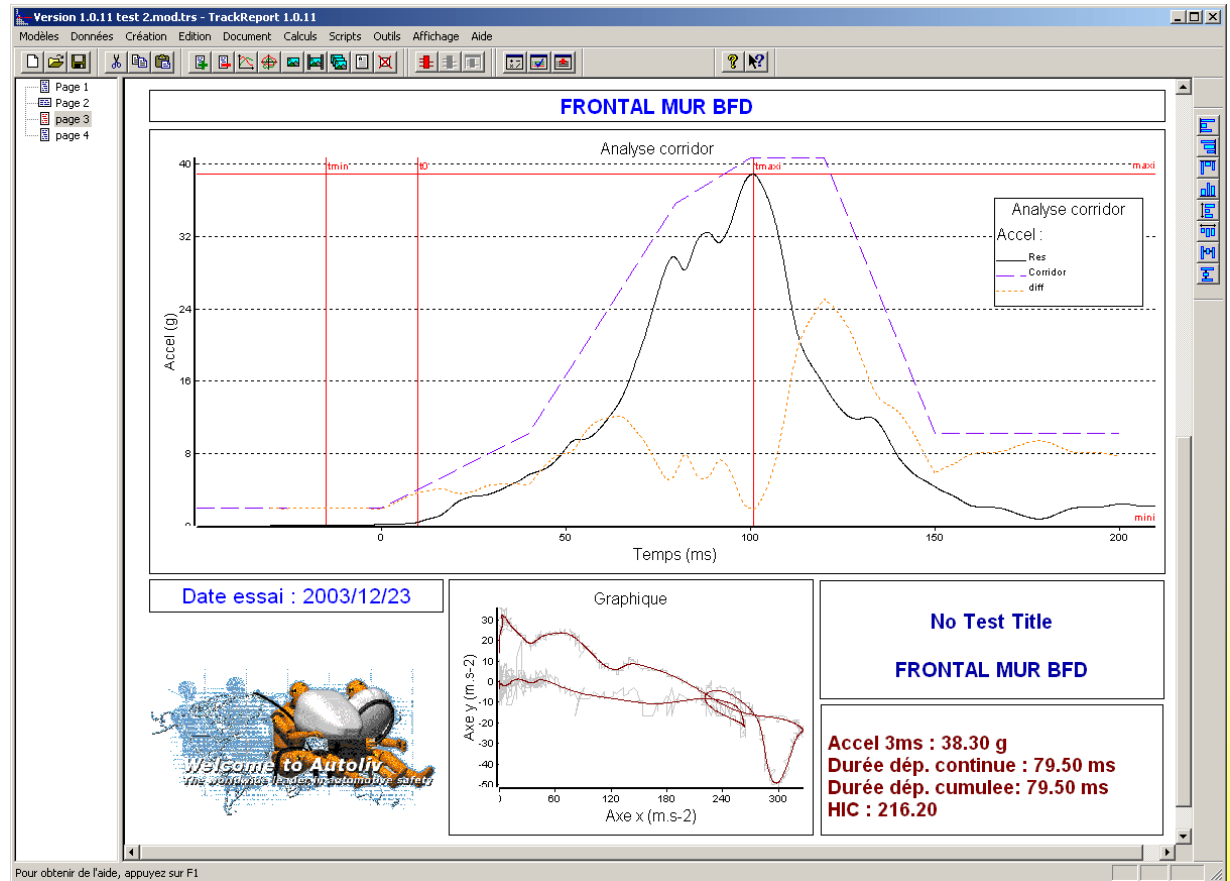 Version 1.0.11 test 2.mod.trs - TrackReport 1.0.11
Modèles Données Création Edition Document Calculs Scripts Outils Affichage Aide
Page 1
Page 2
page 3
page 4
FRONTAL MUR BFD
Analyse corridor
tmin
t0
tmaxi
maxi
mini
40
32
24
16
8
0
Accel (g)
0
50
100
150
200
Temps (ms)
Analyse corridor
Accel :
Res
Corridor
diff
Date essai : 2003/12/23
Welcome to Autoliv
The worldwide leader in automotive safety
Graphique
30
20
10
0
-10
-20
-30
-40
-50
Axe y (m.s-2)
60
120
180
240
300
Axe x (m.s-2)
No Test Title
FRONTAL MUR BFD
Accel 3ms : 38.30 g
Durée dép. continue : 79.50 ms
Durée dép. cumulee: 79.50 ms
HIC : 216.20
Pour obtenir de l'aide, appuyez sur F1